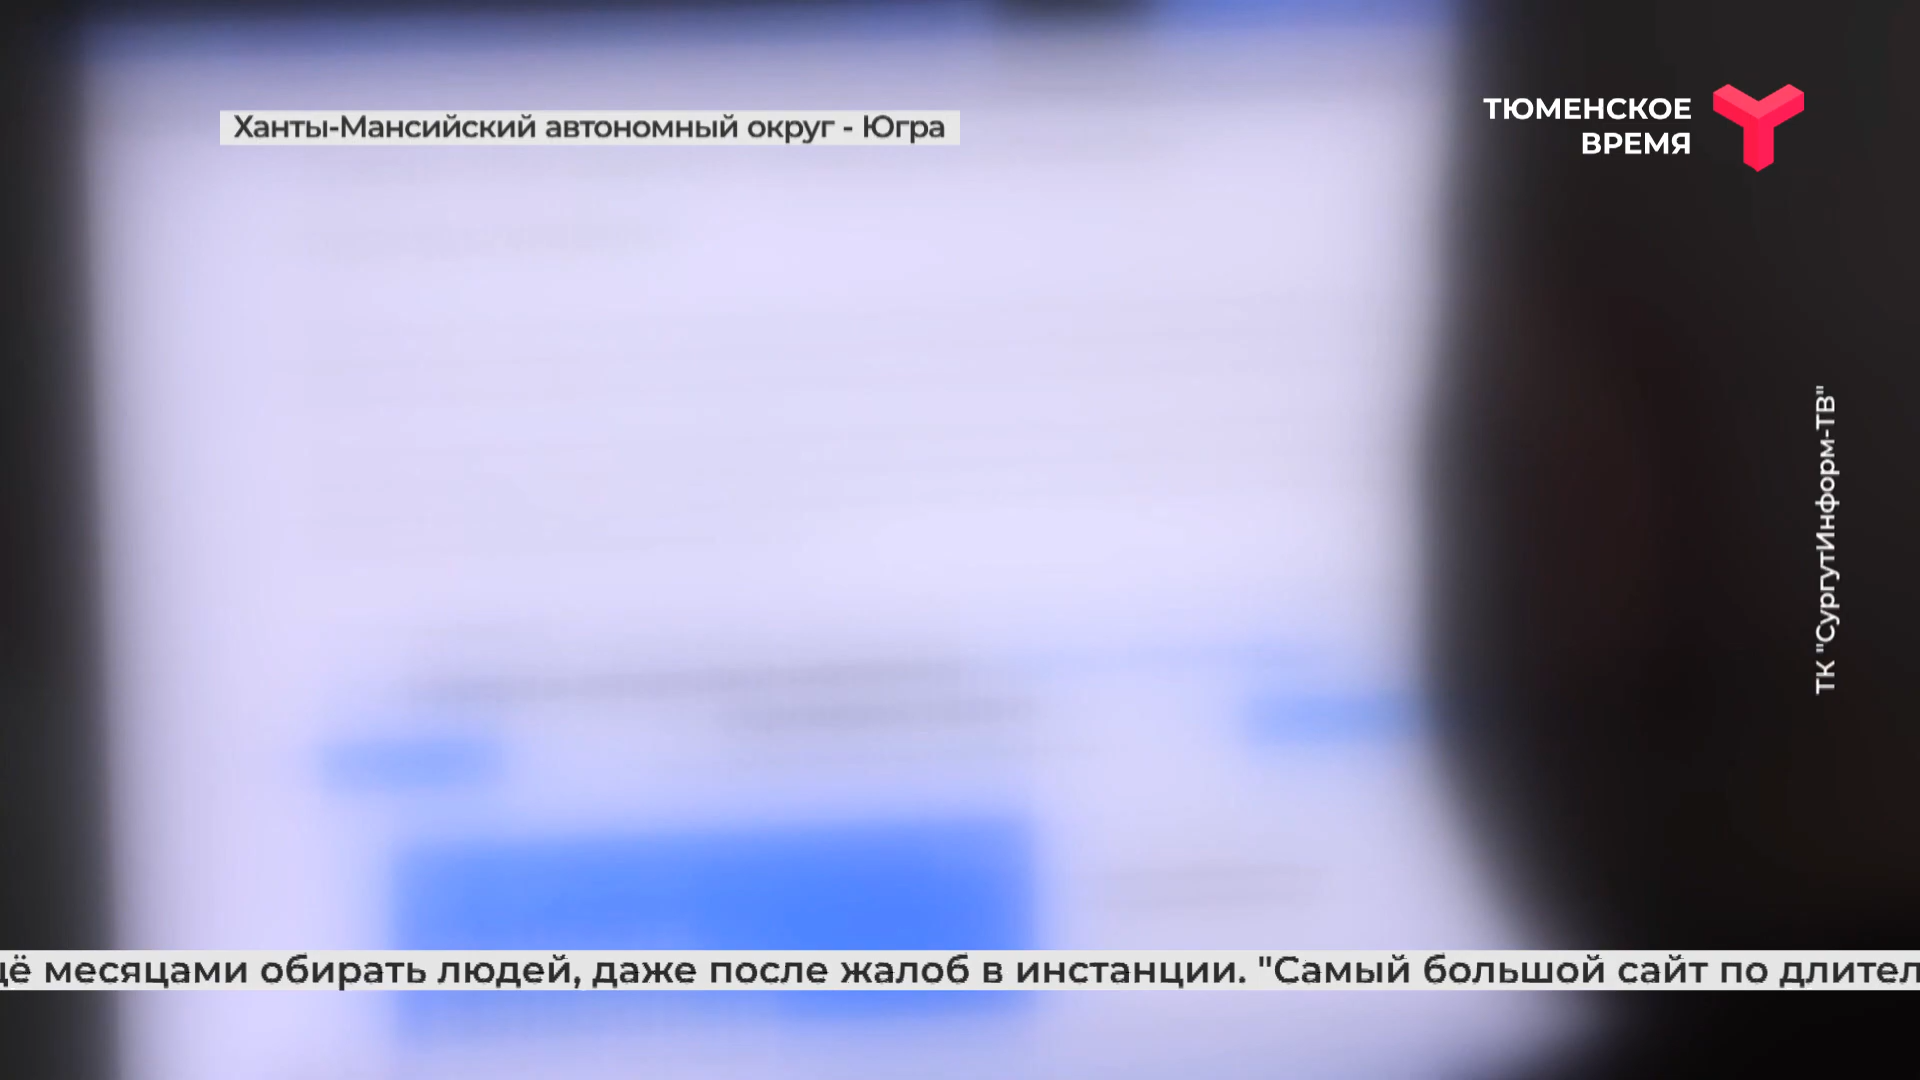 Ханты-Мансийский автономный округ - Югра
ТЮМЕНСКОЕ
ВРЕМЯ
ТК "СургутИнформ-ТВ"
месяцами обирать людей, даже после жалоб в инстанции. "Самый большой сайт по